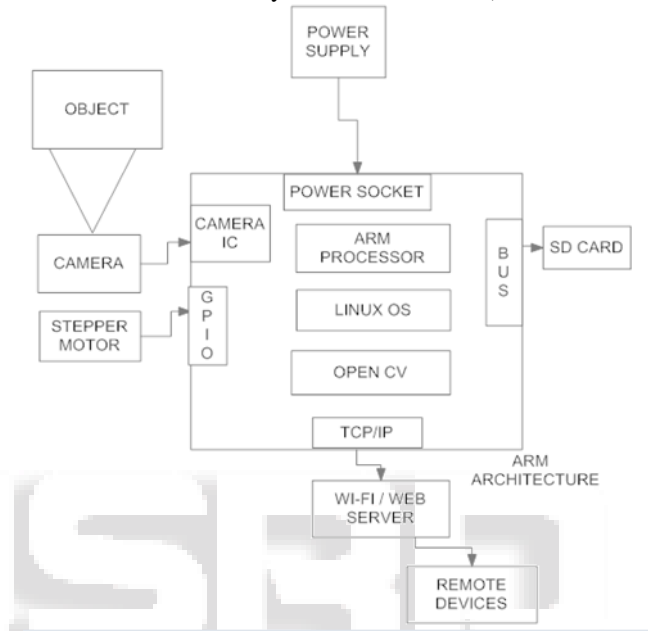 POWER
SUPPLY
OBJECT
POWER SOCKET
CAMERA
IC
ARM
PROCESSOR
B
U
S
SD CARD
CAMERA
G
P
I
O
STEPPER
MOTOR
LINUX OS
OPEN CV
TCP/IP
ARM
ARCHITECTURE
WI-FI / WEB
SERVER
REMOTE
DEVICES